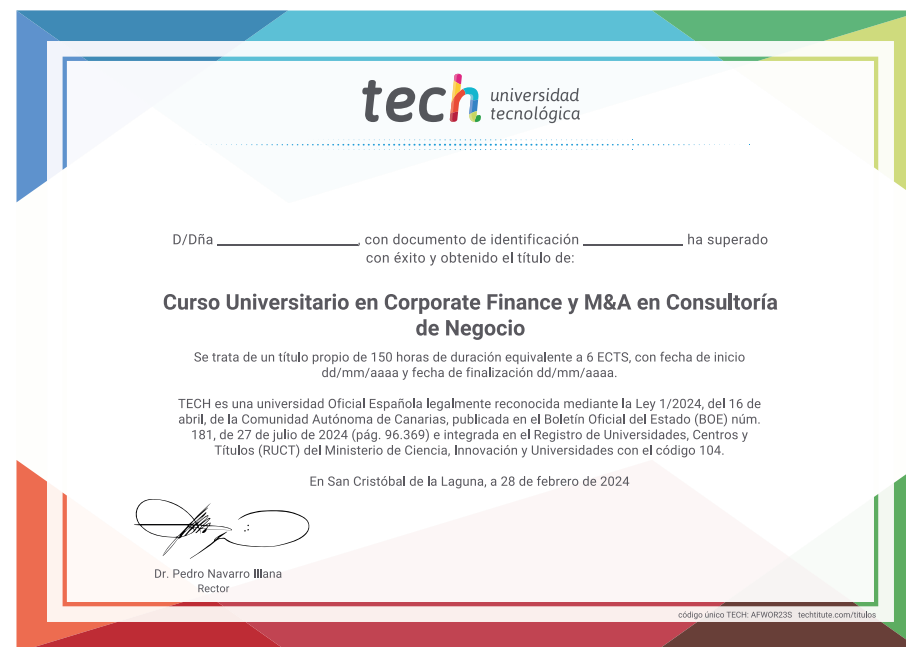 tech universidad
tecnológica
D/Dña ____________________, con documento de identificación ______________ ha superado
con éxito y obtenido el título de:
Curso Universitario en Corporate Finance y M&A en Consultoría
de Negocio
Se trata de un título propio de 150 horas de duración equivalente a 6 ECTS, con fecha de inicio
dd/mm/aaaa y fecha de finalización dd/mm/aaaa.
TECH es una universidad Oficial Española legalmente reconocida mediante la Ley 1/2024, del 16 de
abril, de la Comunidad Autónoma de Canarias, publicada en el Boletín Oficial del Estado (BOE) núm.
181, de 27 de julio de 2024 (pág. 96.369) e integrada en el Registro de Universidades, Centros y
Títulos (RUCT) del Ministerio de Ciencia, Innovación y Universidades con el código 104.
En San Cristóbal de la Laguna, a 28 de febrero de 2024
Dr. Pedro Navarro Illana
Rector
código único TECH: AFWOR23S techtitute.com/titulos